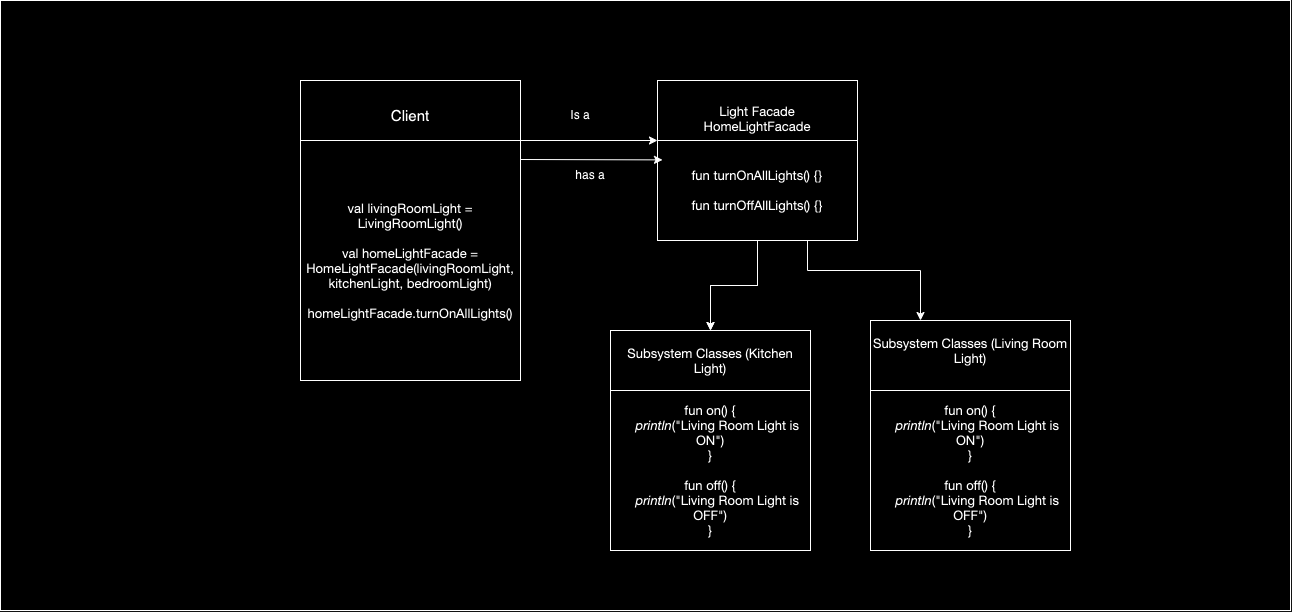 Client
val livingRoomLight =
LivingRoomLight()
val homeLightFacade =
HomeLightFacade(livingRoomLight,
kitchenLight, bedroomLight)
homeLightFacade.turnOnAllLights()
Is a
has a
Light Facade
HomeLightFacade
fun turnOnAllLights() {}
fun turnOffAllLights() {}
Subsystem Classes (Kitchen
Light)
fun on() {
println("Living Room Light is
ON")
}
fun off() {
println("Living Room Light is
OFF")
}
Subsystem Classes (Living Room
Light)
fun on() {
println("Living Room Light is
ON")
}
fun off() {
println("Living Room Light is
OFF")
}